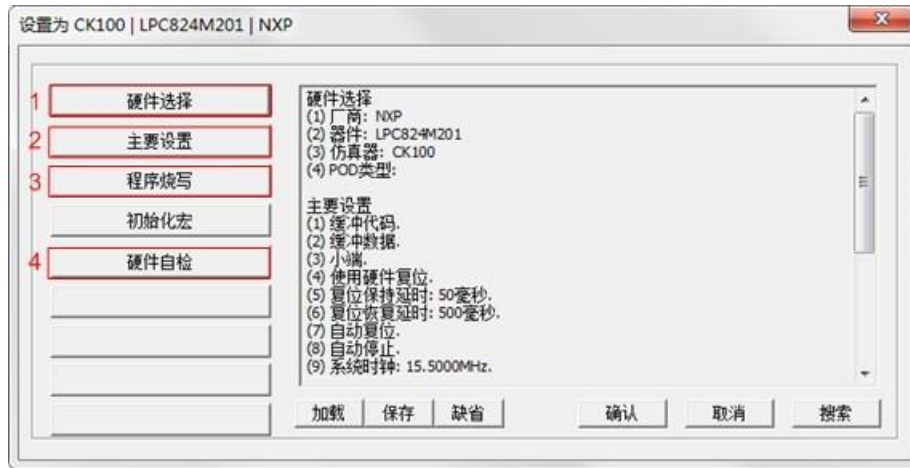 设置为 CK100 | LPC824M201 | NXP
1 硬件选择
2 主要设置
3 程序烧写
初始化宏
4 硬件自检
硬件选择
(1) 厂商: NXP
(2) 器件: LPC824M201
(3) 仿真器: CK100
(4) POD类型:
主要设置
(1) 缓冲代码.
(2) 缓冲数据.
(3) 小端.
(4) 使用硬件复位.
(5) 复位保持延时: 50毫秒.
(6) 复位恢复延时: 500毫秒.
(7) 自动复位.
(8) 自动停止.
(9) 系统时钟: 15.5000MHz.
加载 保存 缺省 确认 取消 搜索